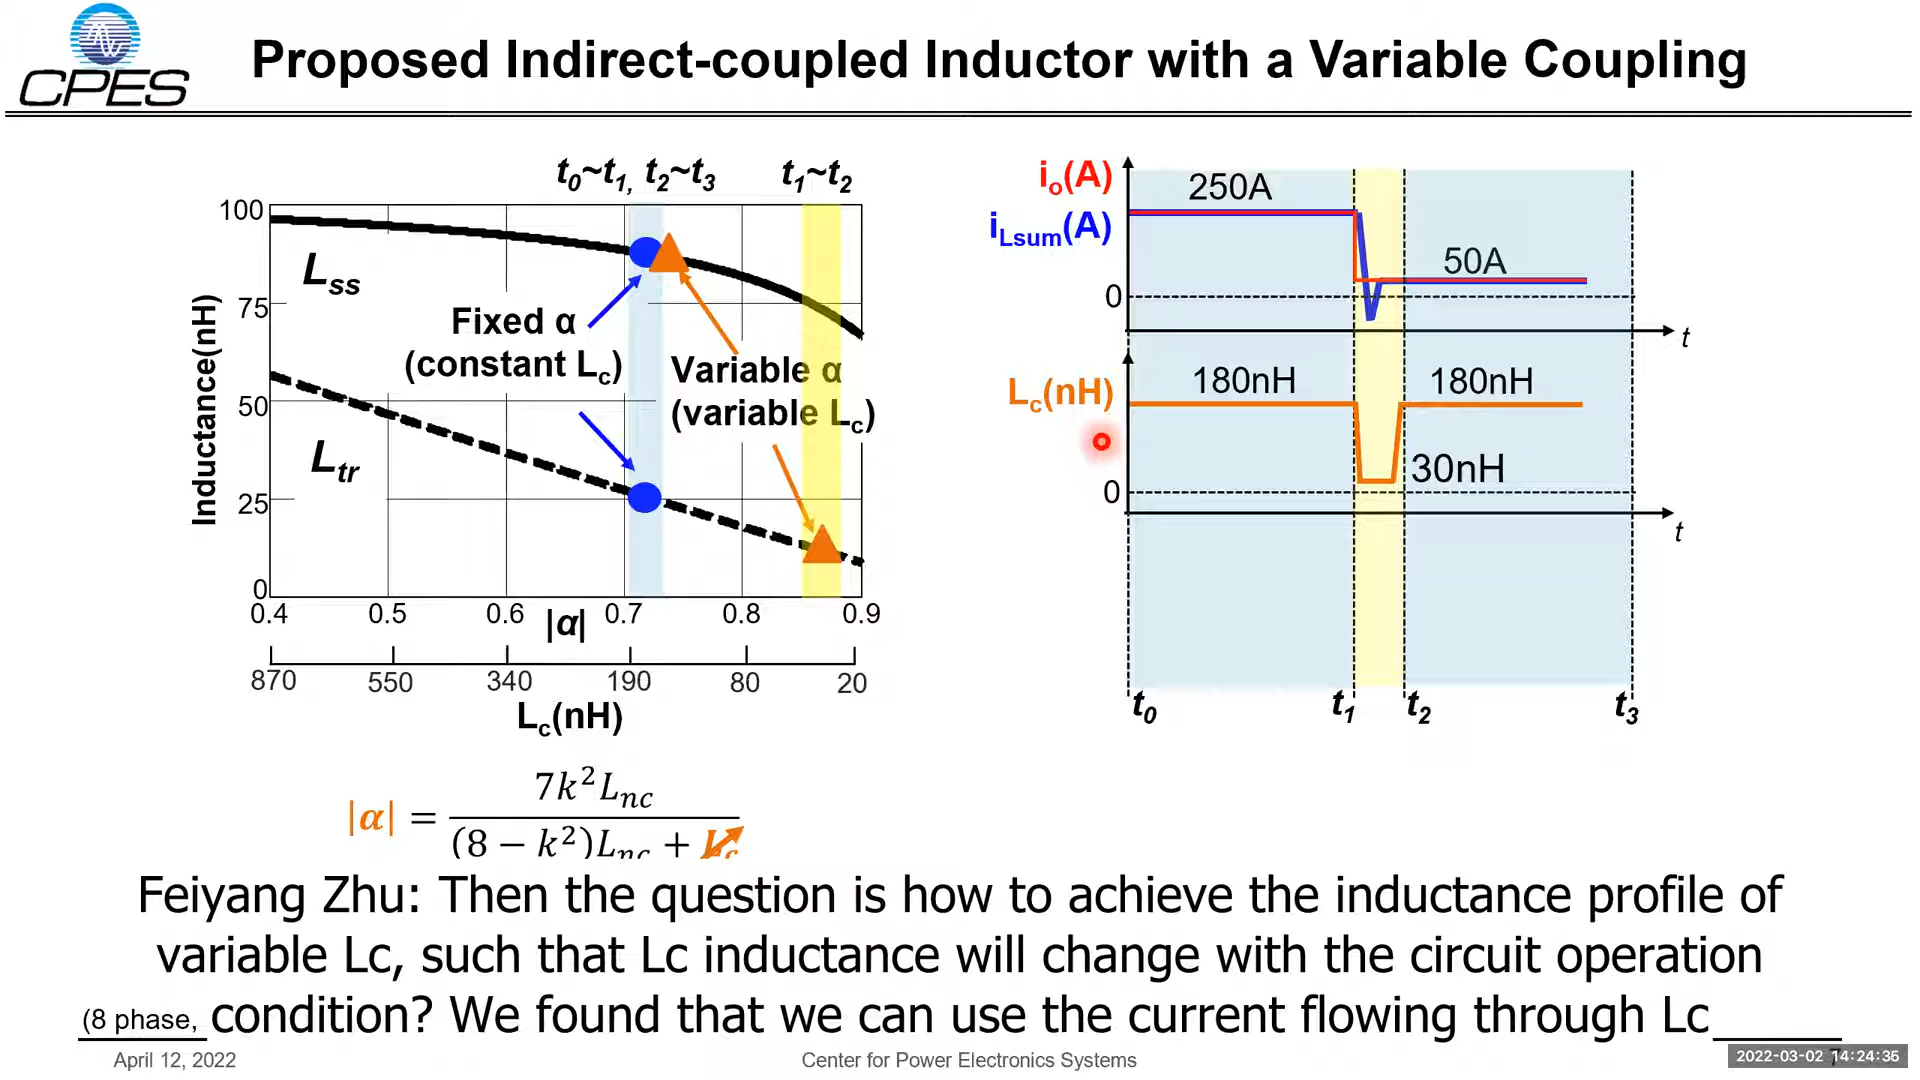 CPES
Proposed Indirect-coupled Inductor with a Variable Coupling
t0~t1, t2~t3
t1~t2
100
75
50
25
0
Inductance(nH)
Lss
Ltr
Fixed α
(constant Lc)
Variable α
(variable Lc)
0.4 0.5 0.6 0.7 0.8 0.9
|α|
870 550 340 190 80 20
Lc(nH)
|α| = 7k²Lnc / (8 − k²)Lnc + Lc
io(A)
iLsum(A)
250A
50A
0
t
Lc(nH)
180nH
180nH
30nH
0
t
t0 t1 t2 t3
Feiyang Zhu: Then the question is how to achieve the inductance profile of
variable Lc, such that Lc inductance will change with the circuit operation
condition? We found that we can use the current flowing through Lc
(8 phase,
April 12, 2022
Center for Power Electronics Systems
2022-03-02 14:24:35